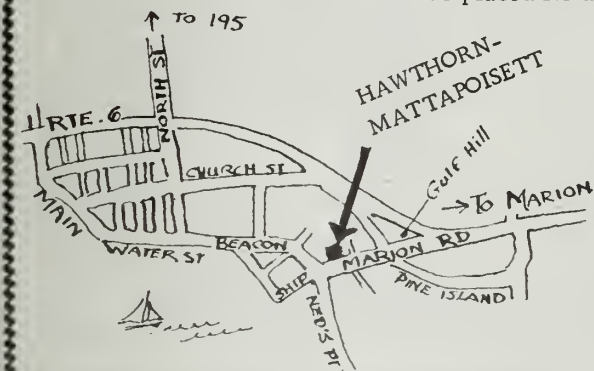 placed
TO 195
HAWTHORN-
MATTAPOISETT
RTE. 6
NORTH ST
CHURCH ST
Gulf Hill
TO MARION
MAIN
WATER ST
BEACON
MARION RD
SHIP
PINE ISLAND
NED'S